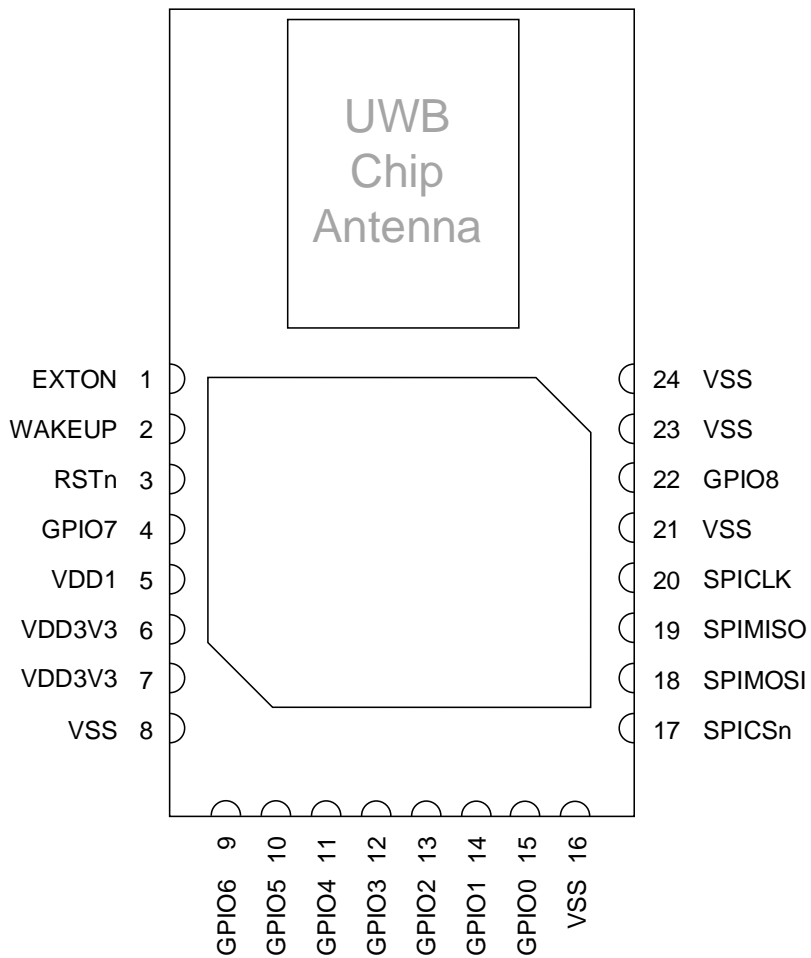 UWB
Chip
Antenna
EXTON 1
WAKEUP 2
RSTn 3
GPIO7 4
VDD1 5
VDD3V3 6
VDD3V3 7
VSS 8
24 VSS
23 VSS
22 GPIO8
21 VSS
20 SPICLK
19 SPIMISO
18 SPIMOSI
17 SPICSn
GPIO6 9
GPIO5 10
GPIO4 11
GPIO3 12
GPIO2 13
GPIO1 14
GPIO0 15
VSS 16